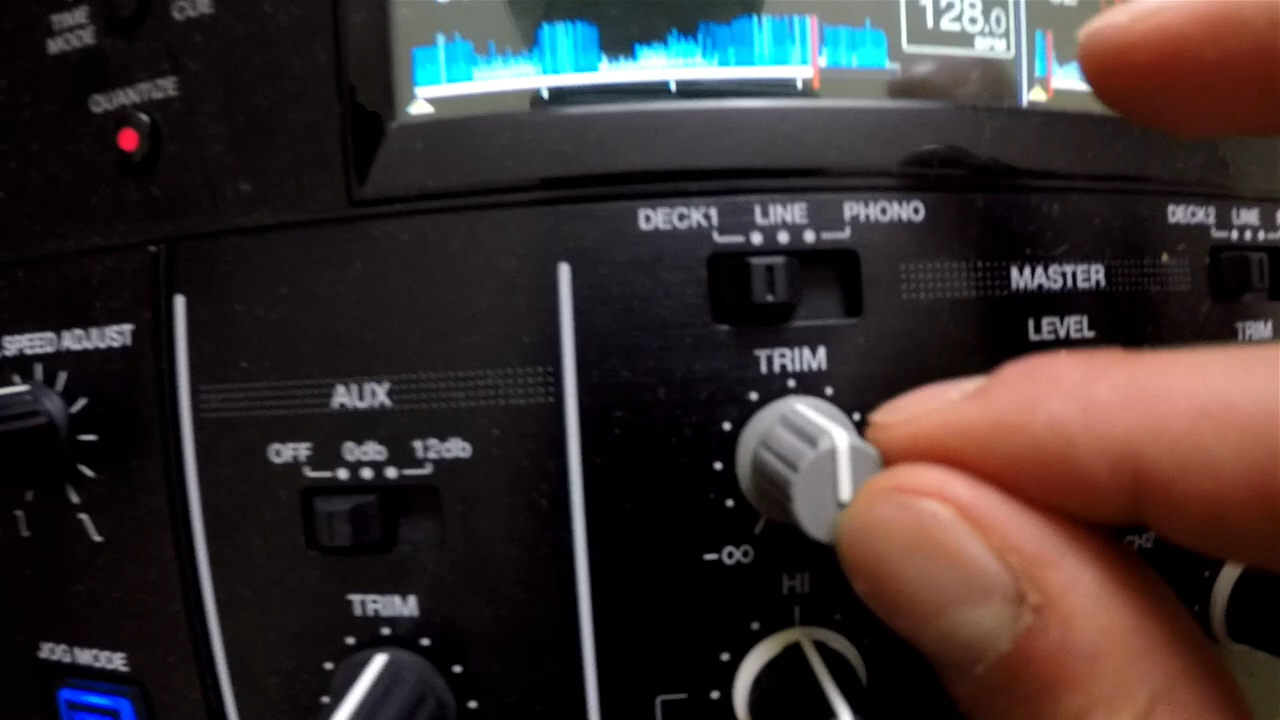 TIME
MODE
CUE
128.0
BPM
QUANTIZE
DECK1 LINE PHONO
DECK2 LINE
MASTER
LEVEL
TRIM
TRIM
SPEED ADJUST
AUX
OFF 0db 12db
-∞
CH2
HI
TRIM
JOG MODE